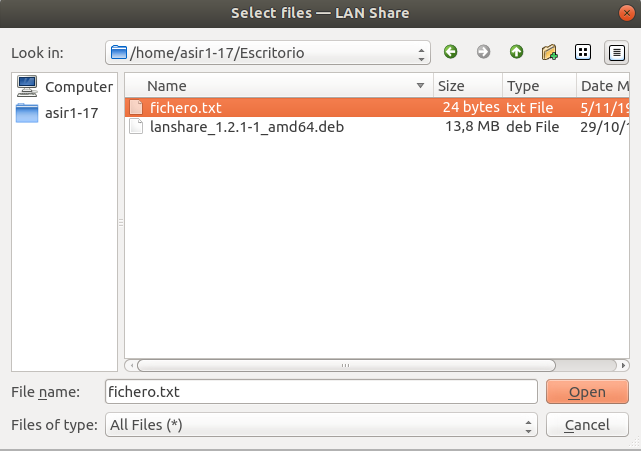 Select files — LAN Share
Look in: /home/asir1-17/Escritorio
Computer
asir1-17
Name Size Type Date M
fichero.txt 24 bytes txt File 5/11/19
lanshare_1.2.1-1_amd64.deb 13,8 MB deb File 29/10/1
File name: fichero.txt Open
Files of type: All Files (*) Cancel